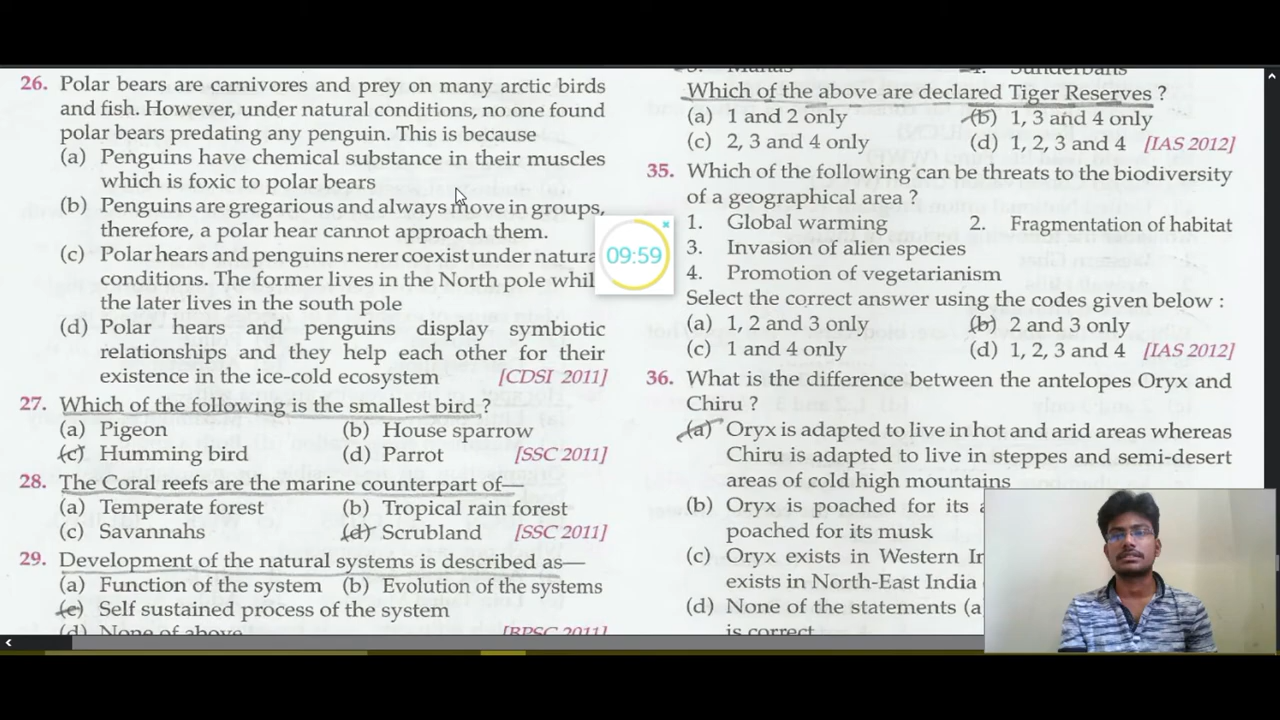 26. Polar bears are carnivores and prey on many arctic birds
and fish. However, under natural conditions, no one found
polar bears predating any penguin. This is because
(a) Penguins have chemical substance in their muscles
which is foxic to polar bears
(b) Penguins are gregarious and always move in groups,
therefore, a polar hear cannot approach them.
(c) Polar hears and penguins nerer coexist under natura
conditions. The former lives in the North pole whil
the later lives in the south pole
(d) Polar hears and penguins display symbiotic
relationships and they help each other for their
existence in the ice-cold ecosystem [CDSI 2011]
27. Which of the following is the smallest bird ?
(a) Pigeon (b) House sparrow
(c) Humming bird (d) Parrot [SSC 2011]
28. The Coral reefs are the marine counterpart of—
(a) Temperate forest (b) Tropical rain forest
(c) Savannahs (d) Scrubland [SSC 2011]
29. Development of the natural systems is described as—
(a) Function of the system (b) Evolution of the systems
(c) Self sustained process of the system
(d) None of above [BPSC 2011]
09:59
3. Manas 4. Sunderbans
Which of the above are declared Tiger Reserves ?
(a) 1 and 2 only (b) 1, 3 and 4 only
(c) 2, 3 and 4 only (d) 1, 2, 3 and 4 [IAS 2012]
35. Which of the following can be threats to the biodiversity
of a geographical area ?
1. Global warning 2. Fragmentation of habitat
3. Invasion of alien species
4. Promotion of vegetarianism
Select the correct answer using the codes given below :
(a) 1, 2 and 3 only (b) 2 and 3 only
(c) 1 and 4 only (d) 1, 2, 3 and 4 [IAS 2012]
36. What is the difference between the antelopes Oryx and
Chiru ?
(a) Oryx is adapted to live in hot and arid areas whereas
Chiru is adapted to live in steppes and semi-desert
areas of cold high mountains
(b) Oryx is poached for its a
poached for its musk
(c) Oryx exists in Western In
exists in North-East India
(d) None of the statements (a
is correct